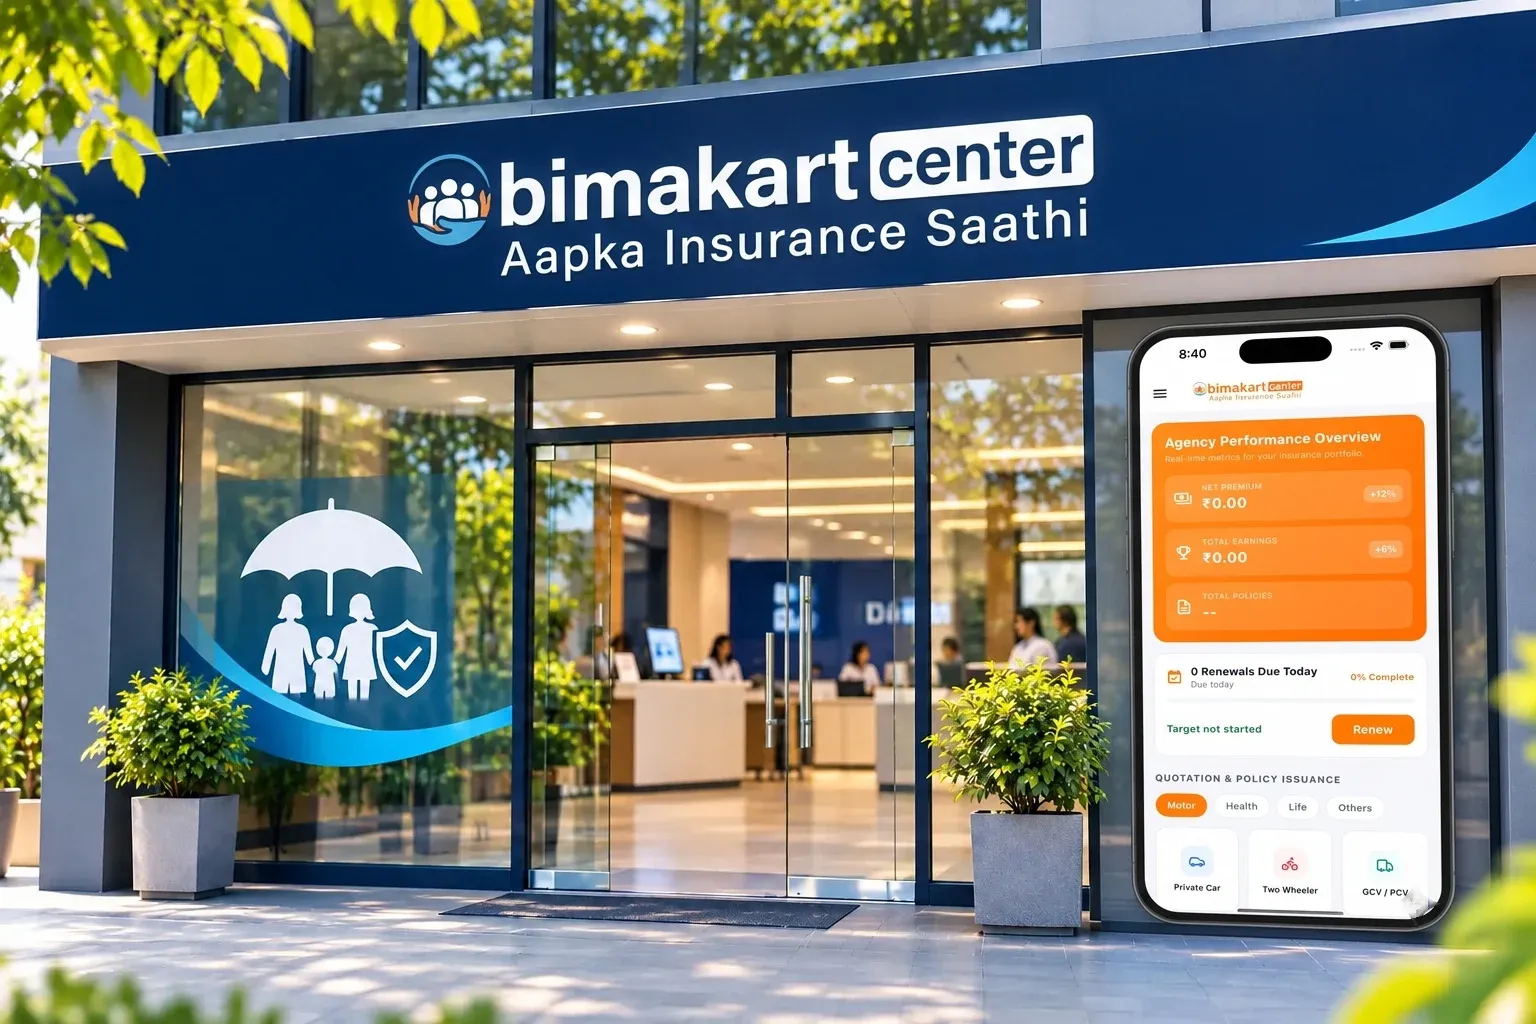 bimakart center
Aapka Insurance Saathi
8:40
bimakart center
Aapka Insurance Saathi
Agency Performance Overview
Real-time metrics for your insurance portfolio.
NET PREMIUM
₹0.00
+12%
TOTAL EARNINGS
₹0.00
+6%
TOTAL POLICIES
--
0 Renewals Due Today
Due today
0% Complete
Target not started
Renew
QUOTATION & POLICY ISSUANCE
Motor
Health
Life
Others
Private Car
Two Wheeler
GCV / PCV